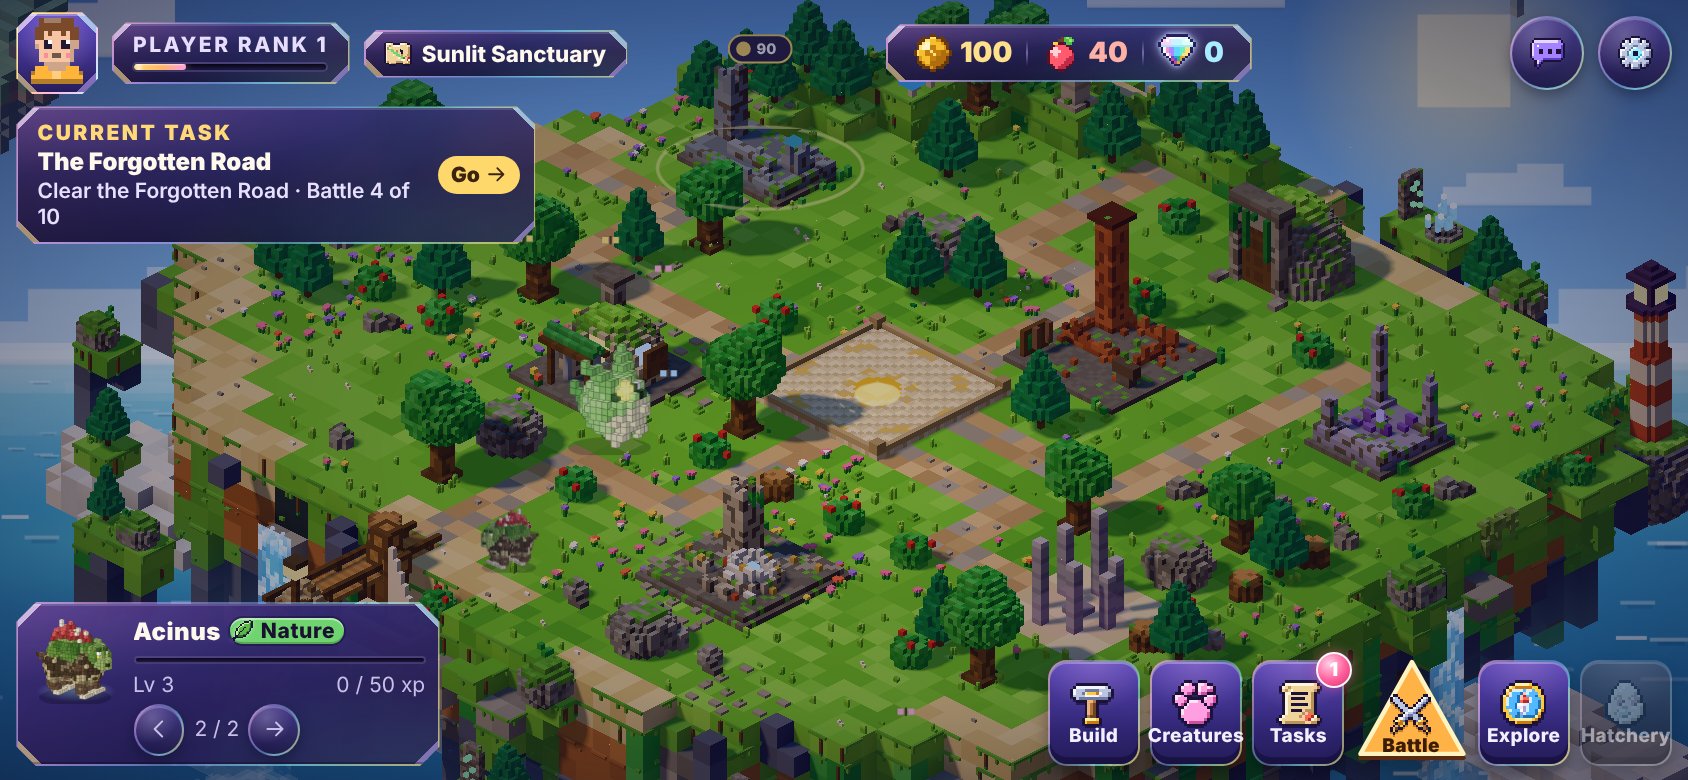 PLAYER RANK 1
Sunlit Sanctuary
90
100
40
0
CURRENT TASK
The Forgotten Road
Clear the Forgotten Road · Battle 4 of
10
Go →
Acinus
Nature
Lv 3
0 / 50 xp
2 / 2
1
Build
Creatures
Tasks
Battle
Explore
Hatchery